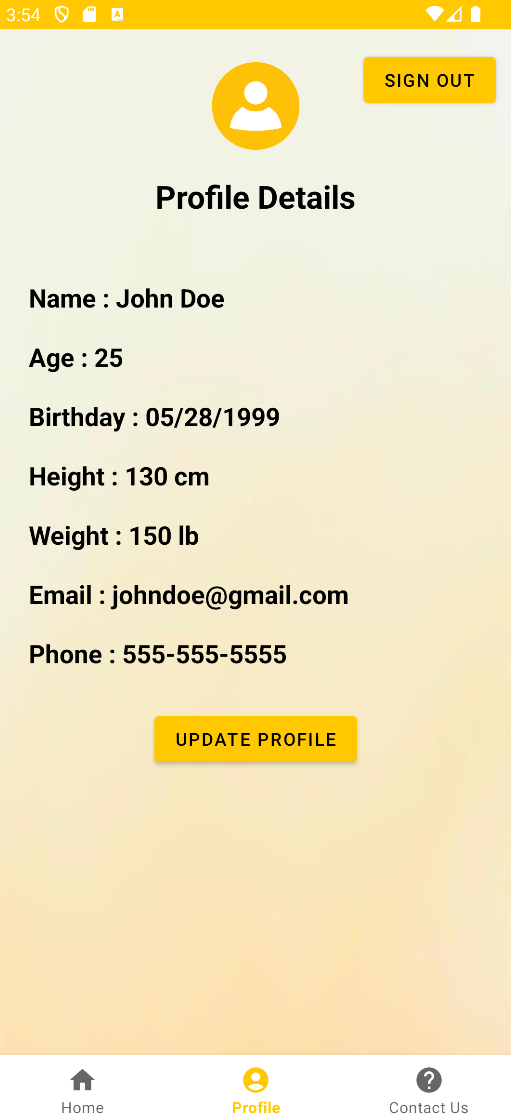 3:54
SIGN OUT
Profile Details
Name : John Doe
Age : 25
Birthday : 05/28/1999
Height : 130 cm
Weight : 150 lb
Email : johndoe@gmail.com
Phone : 555-555-5555
UPDATE PROFILE
Home
Profile
Contact Us